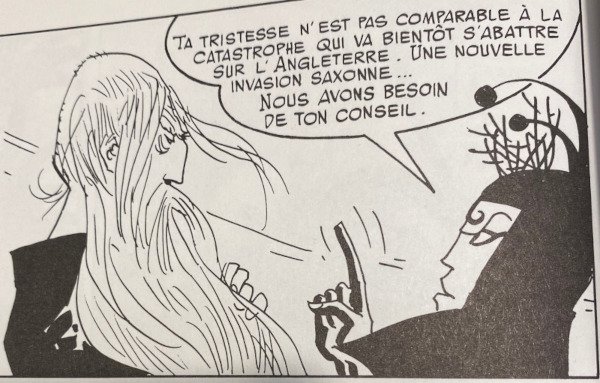 TA TRISTESSE N'EST PAS COMPARABLE À LA
CATASTROPHE QUI VA BIENTÔT S'ABATTRE
SUR L'ANGLETERRE. UNE NOUVELLE
INVASION SAXONNE...
NOUS AVONS BESOIN
DE TON CONSEIL.